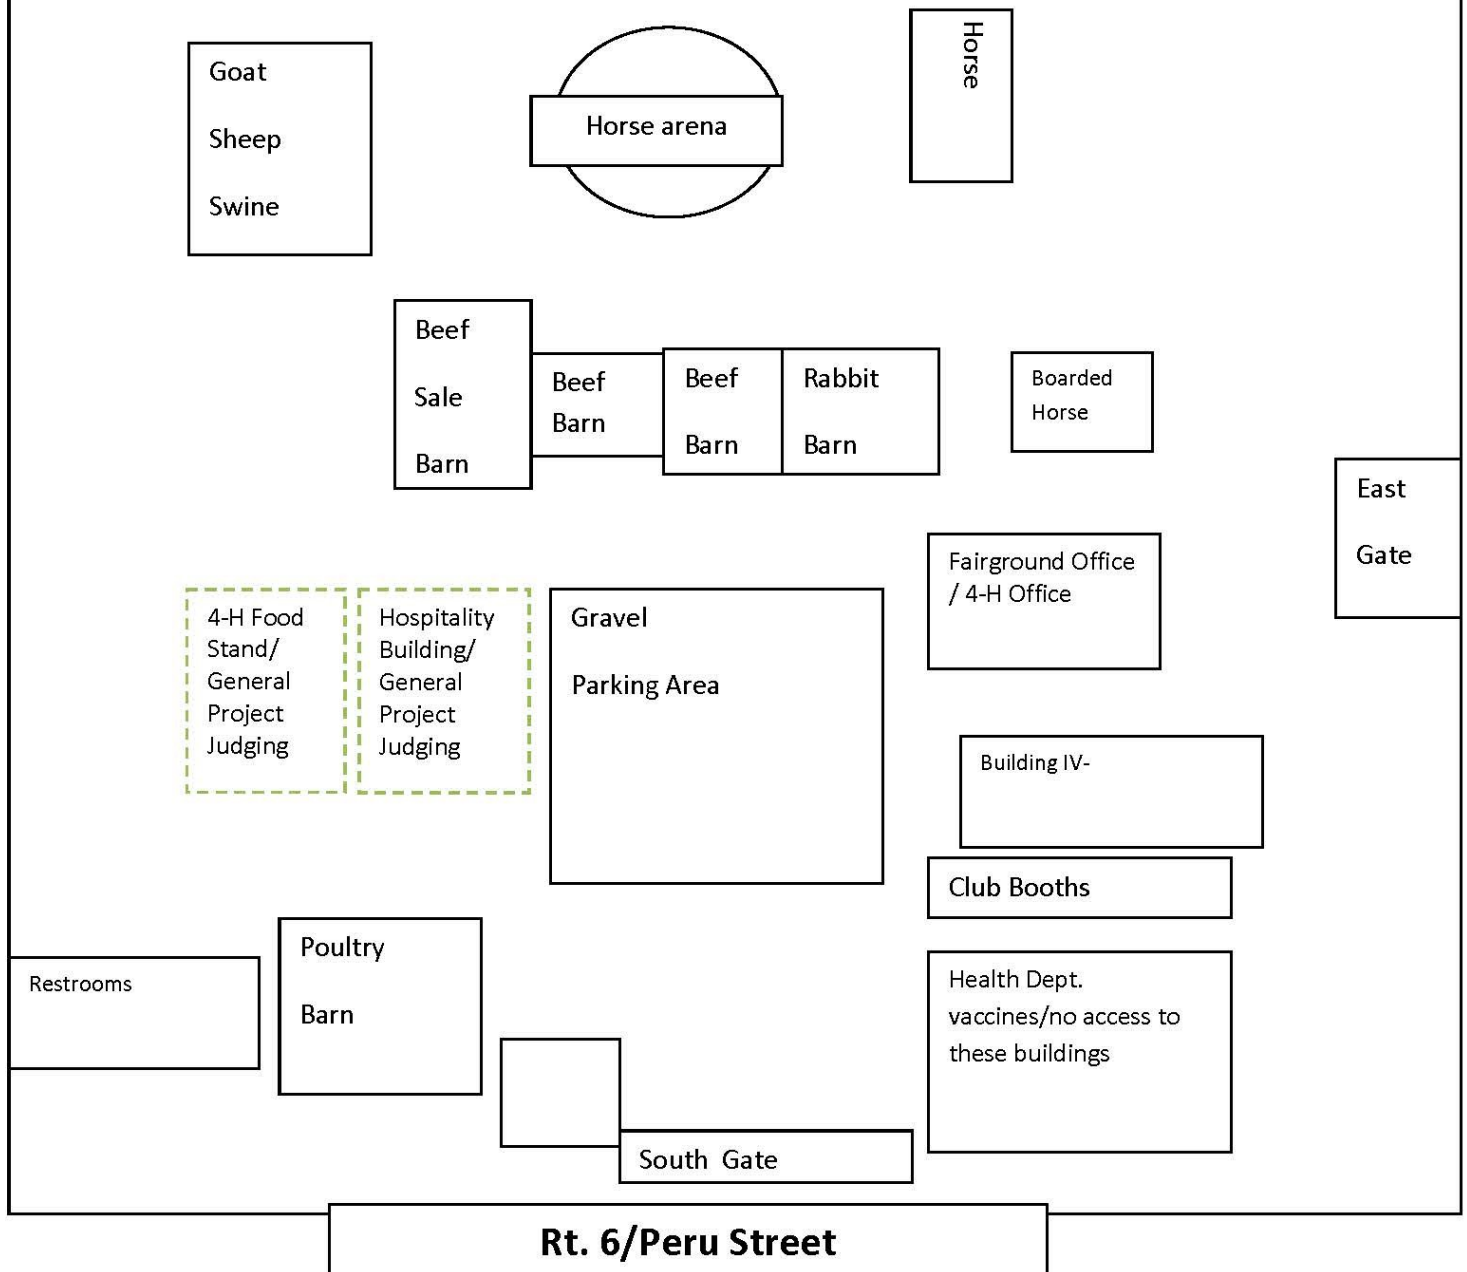 Goat
Sheep
Swine
Horse arena
Horse
Beef
Sale
Barn
Beef
Barn
Beef
Barn
Rabbit
Barn
Boarded
Horse
East
Gate
Fairground Office
/ 4-H Office
4-H Food
Stand/
General
Project
Judging
Hospitality
Building/
General
Project
Judging
Gravel
Parking Area
Building IV-
Club Booths
Poultry
Barn
Restrooms
Health Dept.
vaccines/no access to
these buildings
South Gate
Rt. 6/Peru Street